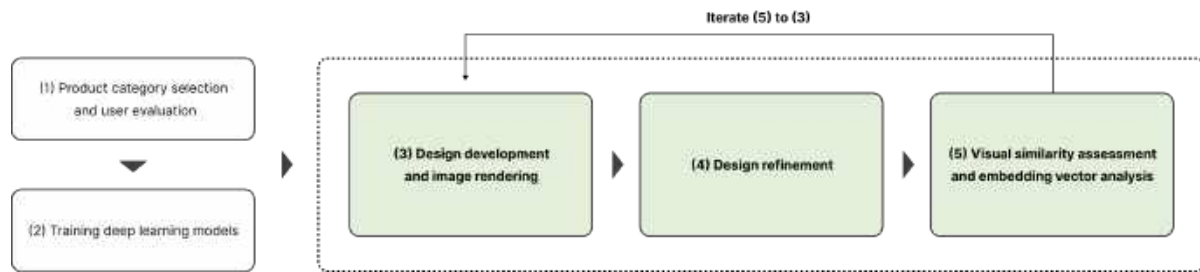 Iterate (5) to (3)
(1) Product category selection
and user evaluation
(2) Training deep learning models
(3) Design development
and image rendering
(4) Design refinement
(5) Visual similarity assessment
and embedding vector analysis